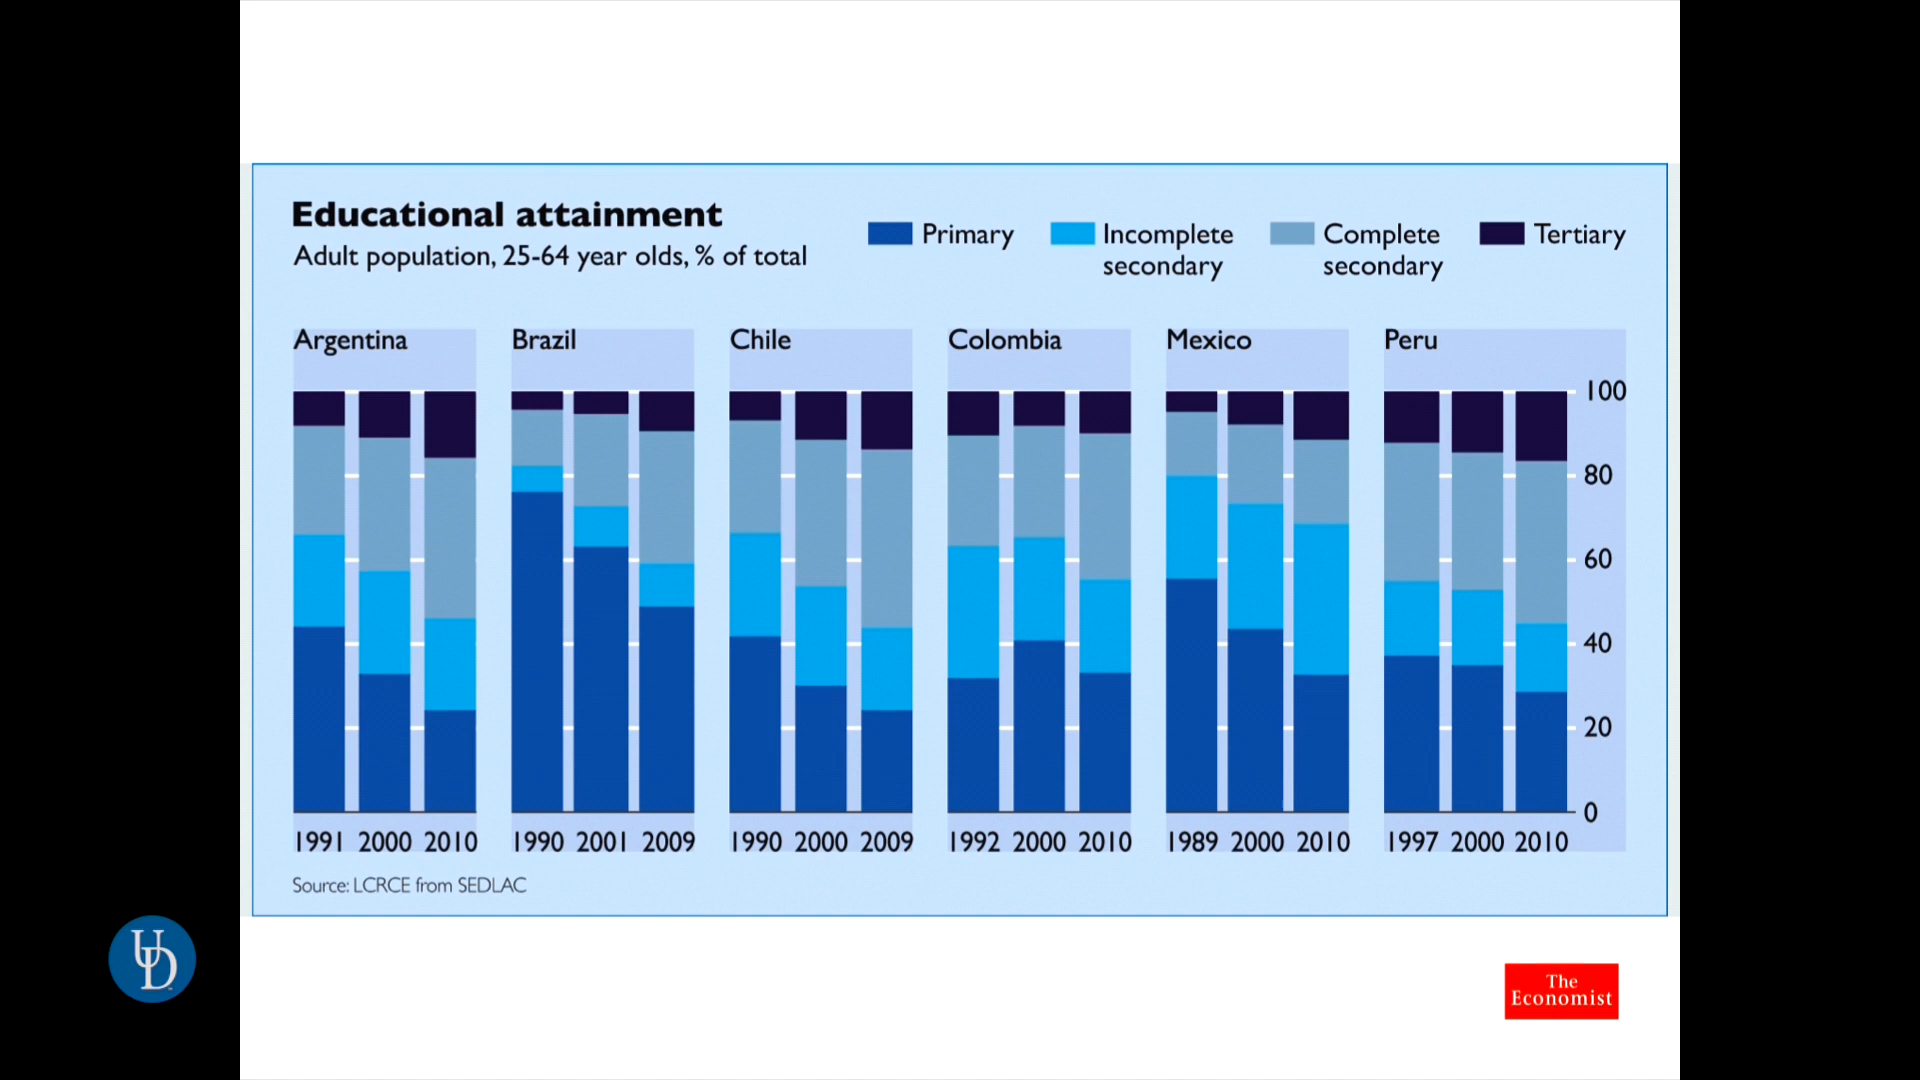 Educational attainment
Adult population, 25-64 year olds, % of total
Primary
Incomplete
secondary
Complete
secondary
Tertiary
Argentina
Brazil
Chile
Colombia
Mexico
Peru
100
80
60
40
20
0
1991 2000 2010
1990 2001 2009
1990 2000 2009
1992 2000 2010
1989 2000 2010
1997 2000 2010
Source: LCRCE from SEDLAC
UD
The
Economist